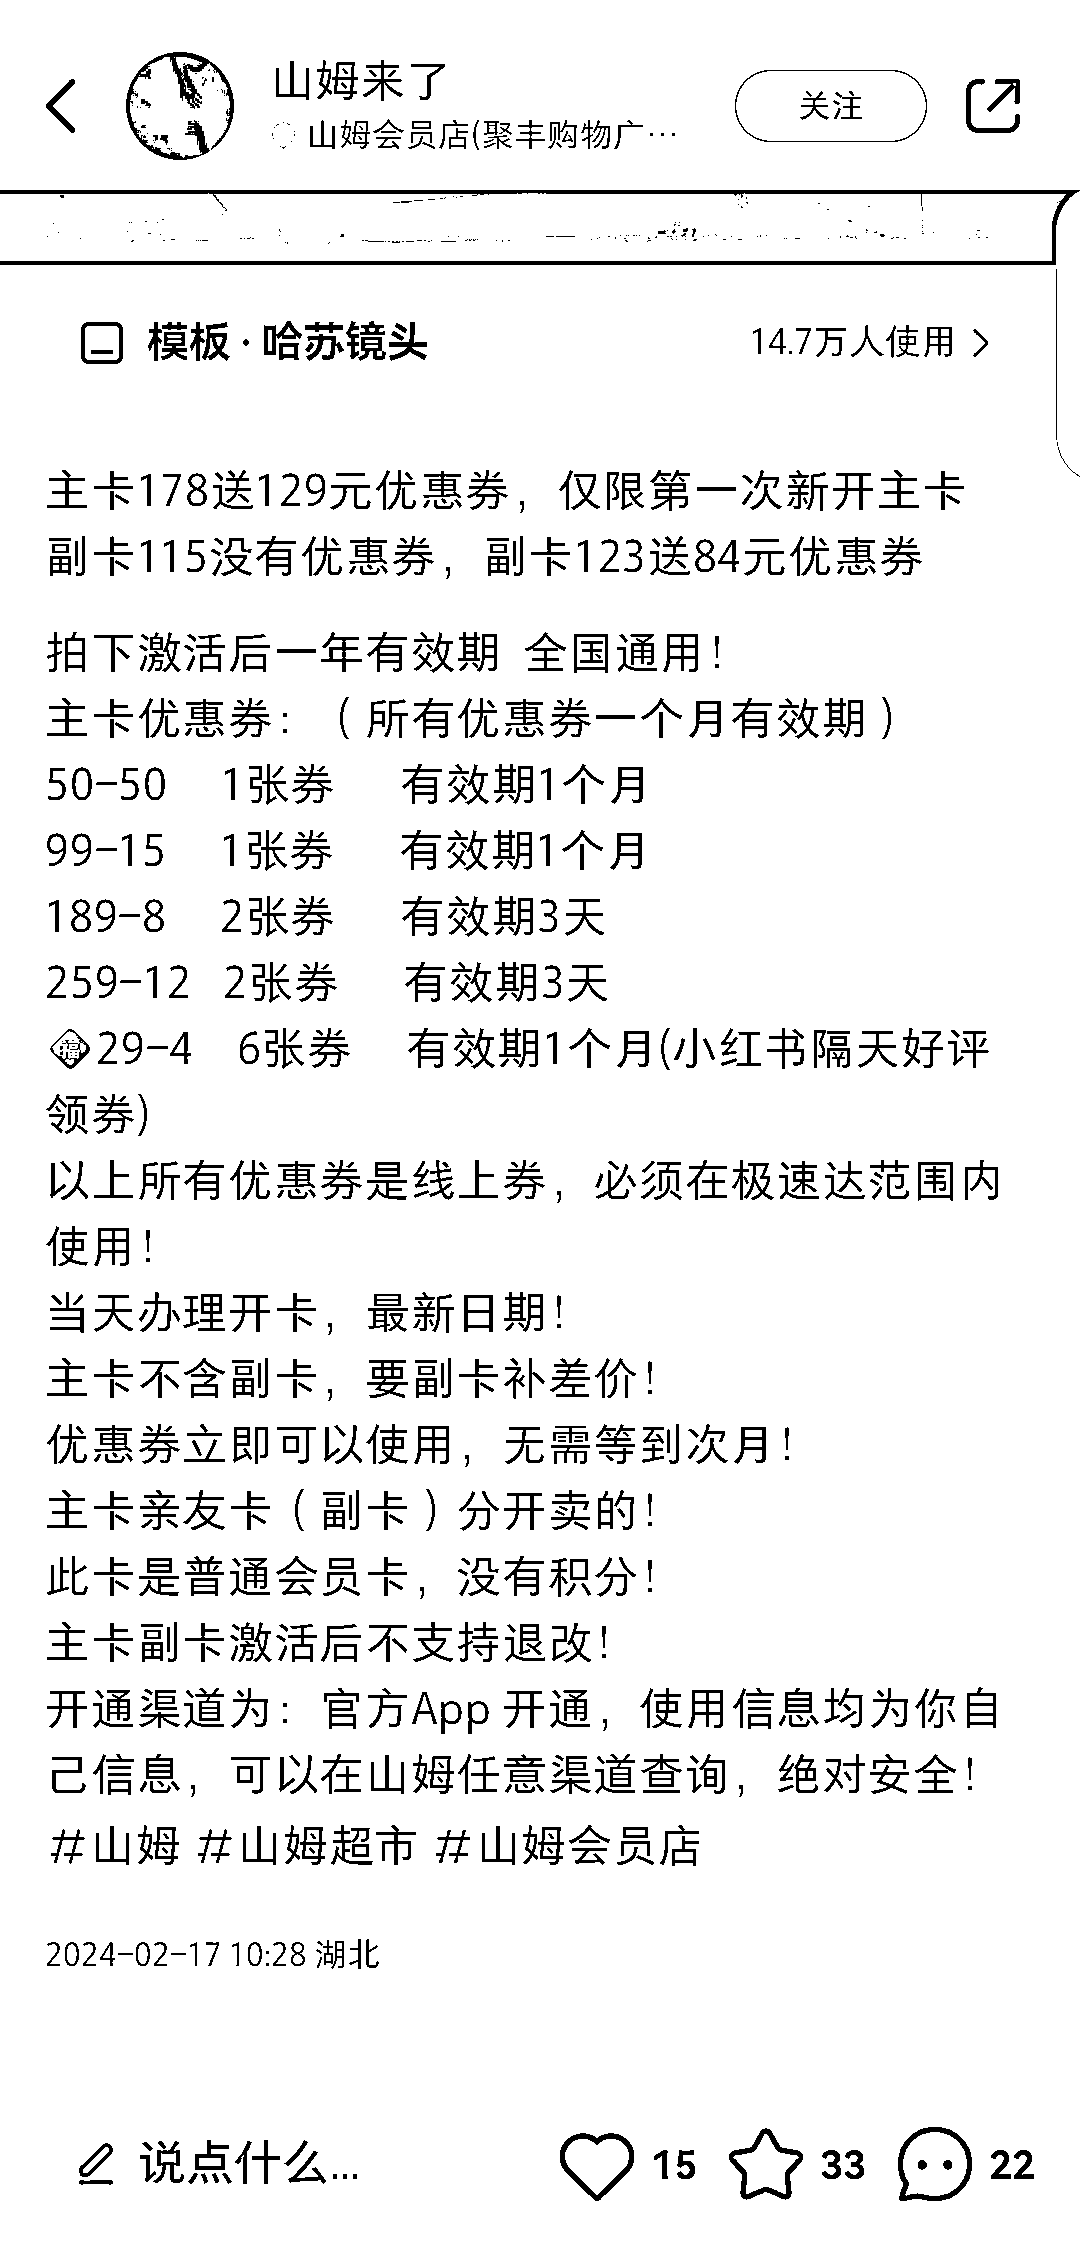 山姆来了
山姆会员店(聚丰购物广…
关注
模板·哈苏镜头
14.7万人使用
主卡178送129元优惠券，仅限第一次新开主卡
副卡115没有优惠券，副卡123送84元优惠券
拍下激活后一年有效期 全国通用！
主卡优惠券：（所有优惠券一个月有效期）
50-50 1张券 有效期1个月
99-15 1张券 有效期1个月
189-8 2张券 有效期3天
259-12 2张券 有效期3天
福29-4 6张券 有效期1个月(小红书隔天好评
领券)
以上所有优惠券是线上券，必须在极速达范围内
使用！
当天办理开卡，最新日期！
主卡不含副卡，要副卡补差价！
优惠券立即可以使用，无需等到次月！
主卡亲友卡（副卡）分开卖的！
此卡是普通会员卡，没有积分！
主卡副卡激活后不支持退改！
开通渠道为：官方App 开通，使用信息均为你自
己信息，可以在山姆任意渠道查询，绝对安全！
#山姆 #山姆超市 #山姆会员店
2024-02-17 10:28 湖北
说点什么...
15
33
22